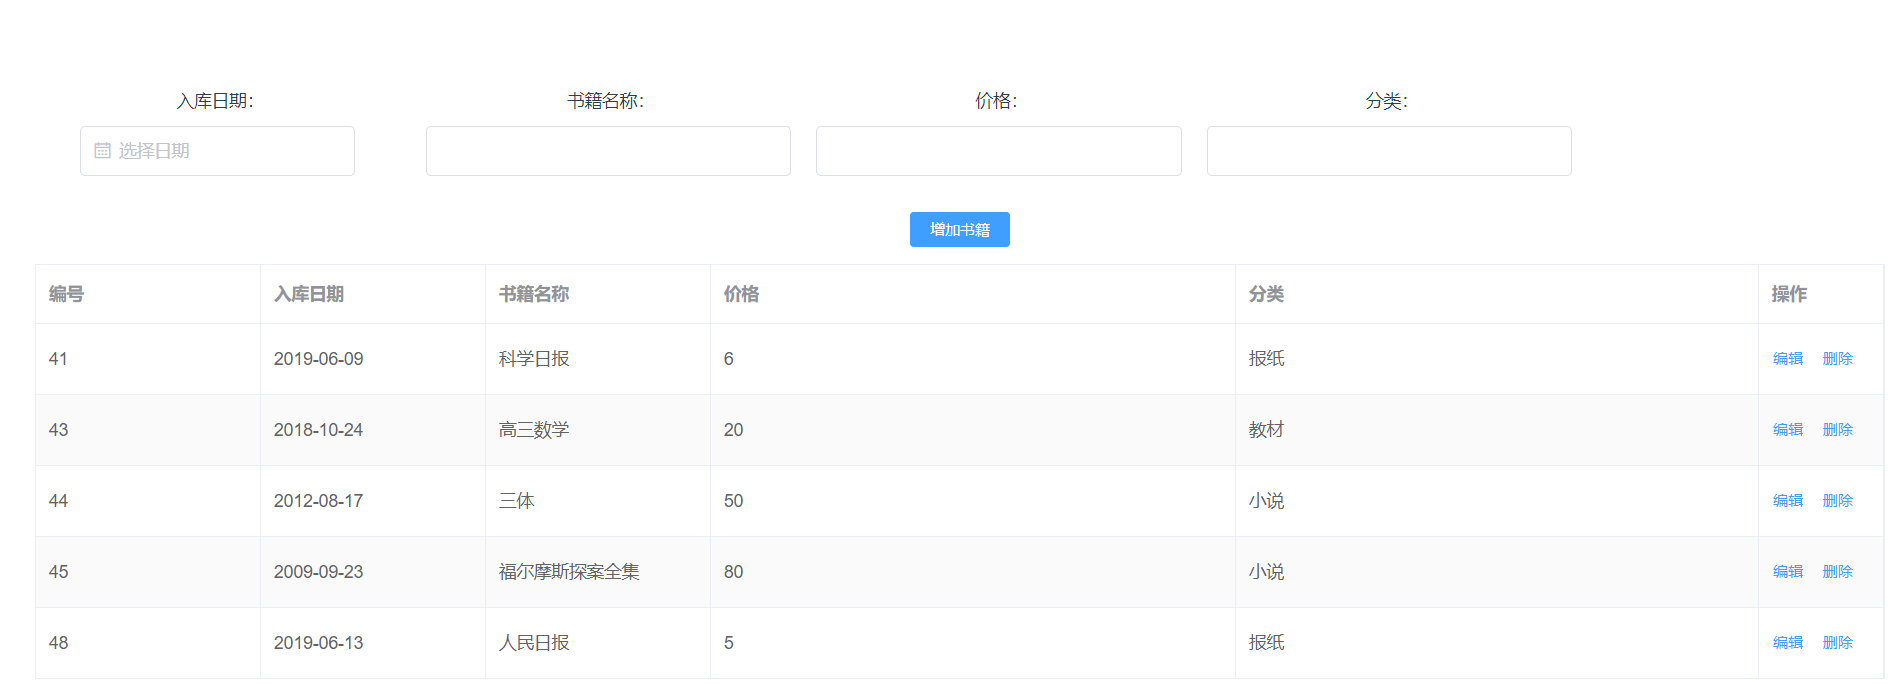 入库日期： 书籍名称： 价格： 分类：
选择日期
增加书籍
编号 入库日期 书籍名称 价格 分类 操作
41 2019-06-09 科学日报 6 报纸 编辑 删除
43 2018-10-24 高三数学 20 教材 编辑 删除
44 2012-08-17 三体 50 小说 编辑 删除
45 2009-09-23 福尔摩斯探案全集 80 小说 编辑 删除
48 2019-06-13 人民日报 5 报纸 编辑 删除